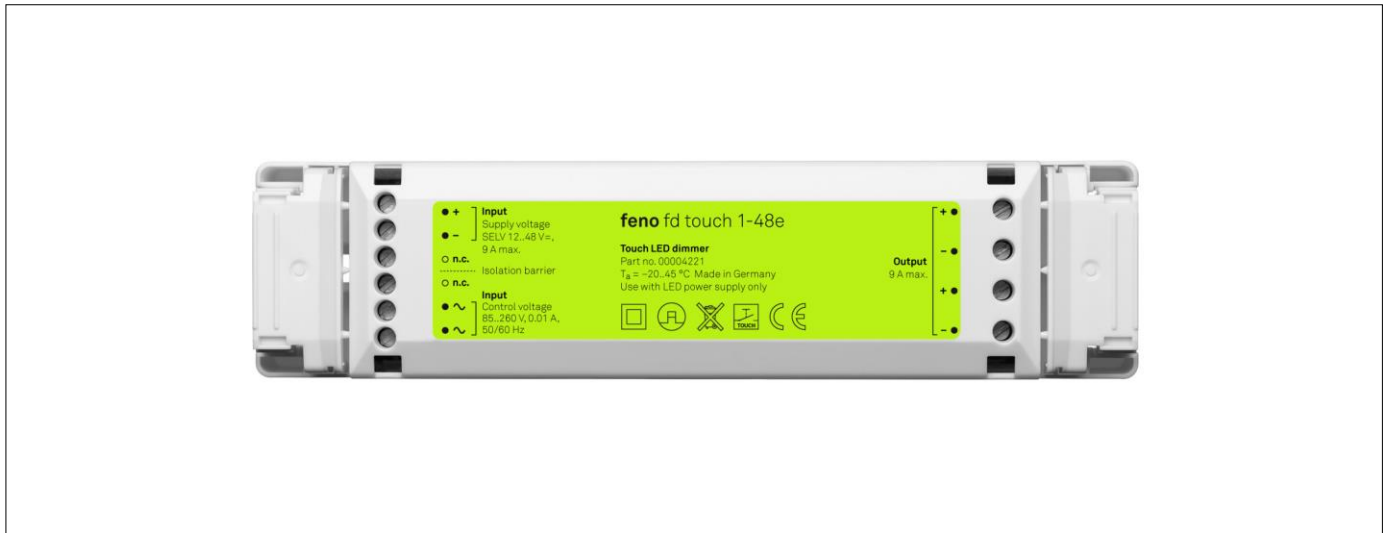 +
Input
Supply voltage
− SELV 12..48 V⎓,
9 A max.
n.c.
Isolation barrier
n.c.
Input
~ Control voltage
85..260 V, 0.01 A,
~ 50/60 Hz
feno fd touch 1-48e
Touch LED dimmer
Part no. 00004221
Ta = −20..45 °C Made in Germany
Use with LED power supply only
TOUCH
CE
+
−
Output
9 A max.
+
−